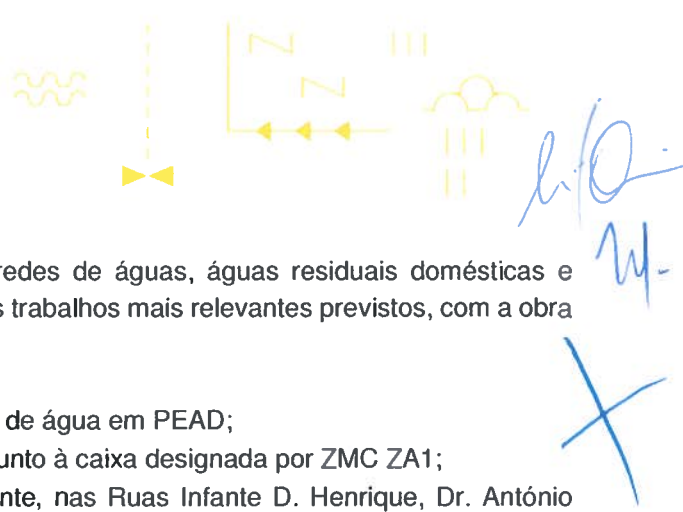 redes de águas, águas residuais domésticas e
s trabalhos mais relevantes previstos, com a obra
de água em PEAD;
unto à caixa designada por ZMC ZA1;
nte, nas Ruas Infante D. Henrique, Dr. António